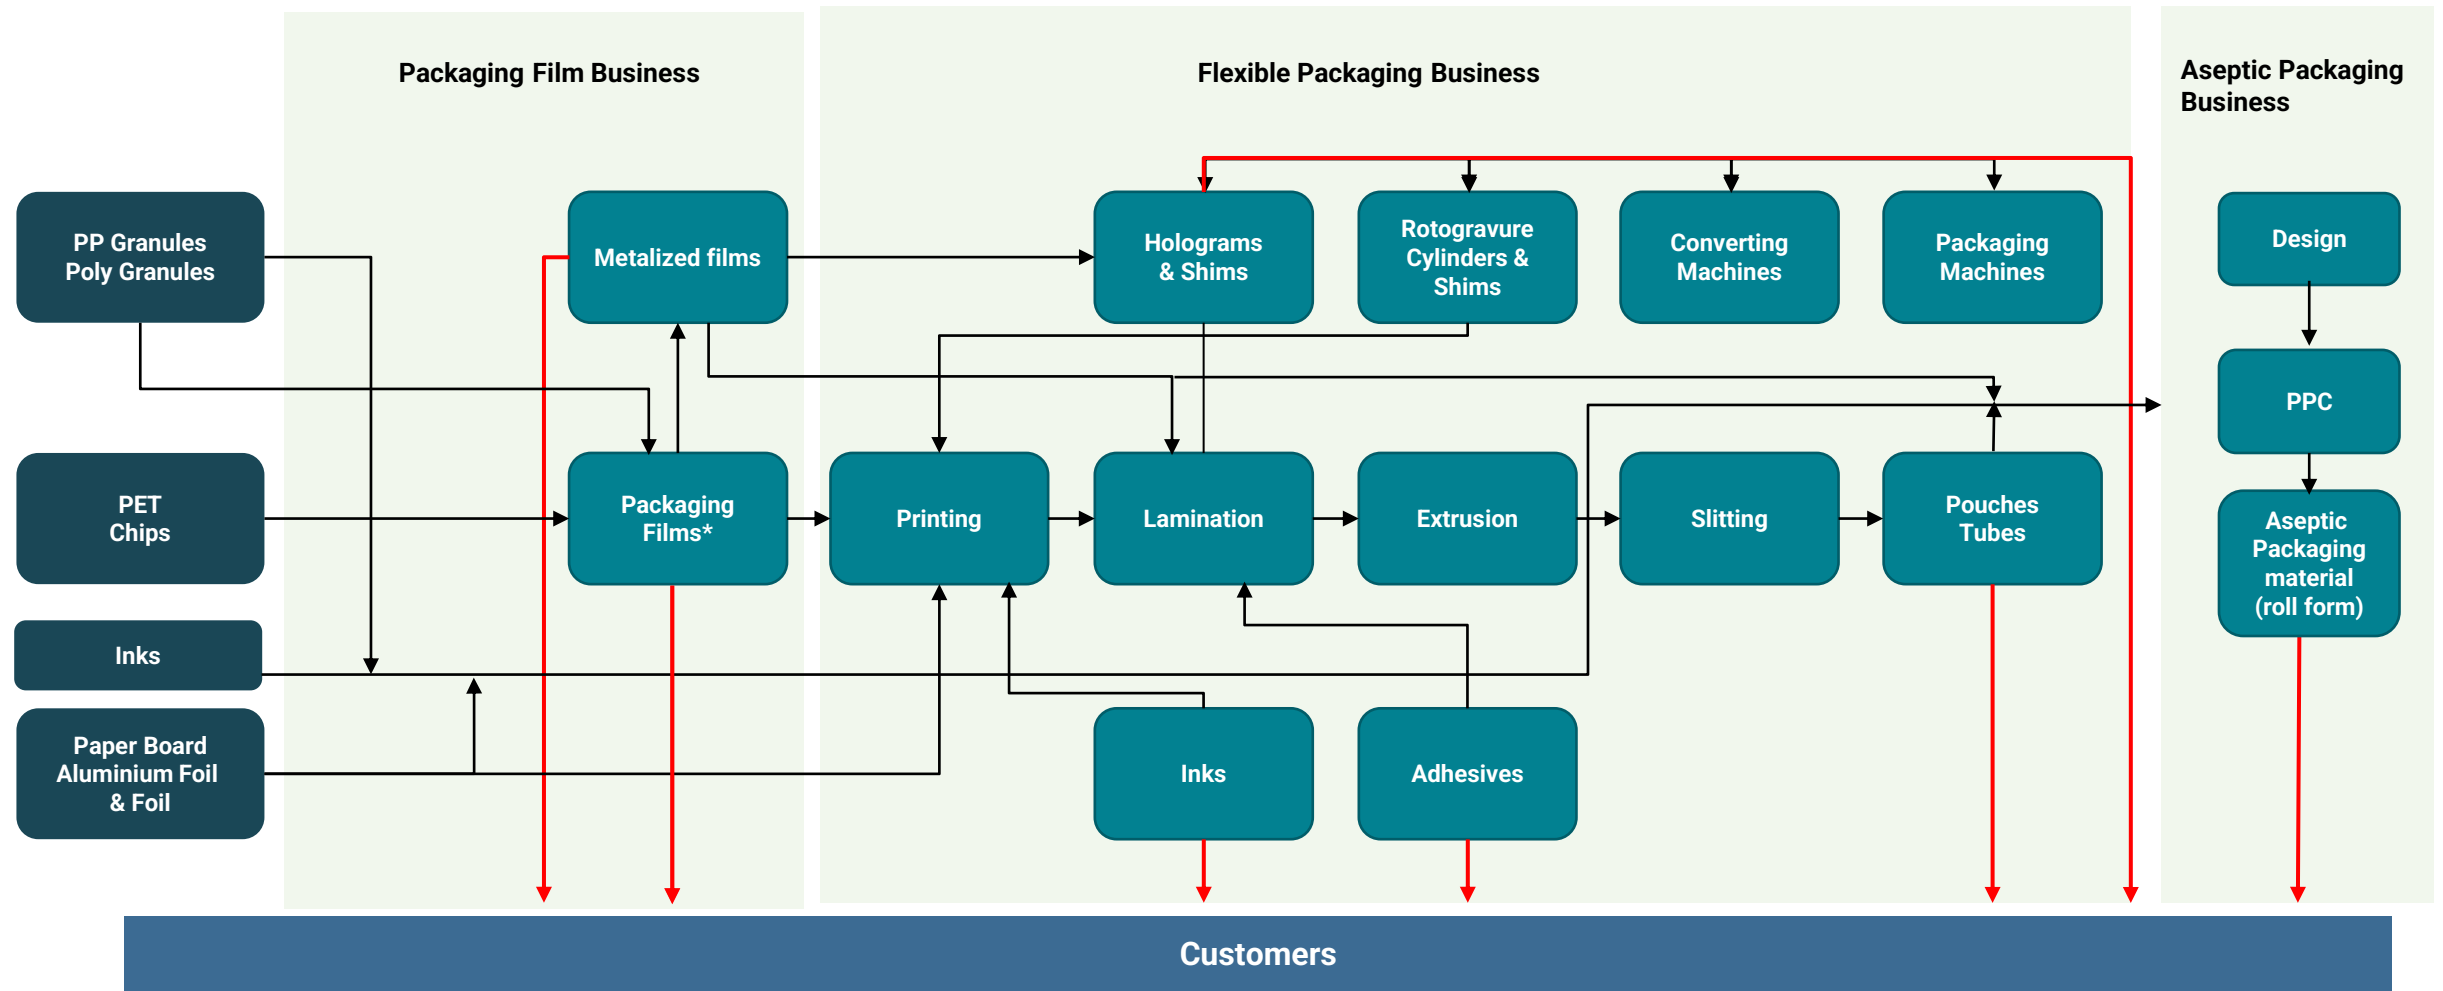 Packaging Film Business
Flexible Packaging Business
Aseptic Packaging
Business
PP Granules
Poly Granules
Metalized films
Holograms
& Shims
Rotogravure
Cylinders &
Shims
Converting
Machines
Packaging
Machines
Design
PPC
PET
Chips
Packaging
Films*
Printing
Lamination
Extrusion
Slitting
Pouches
Tubes
Aseptic
Packaging
material
(roll form)
Inks
Paper Board
Aluminium Foil
& Foil
Inks
Adhesives
Customers